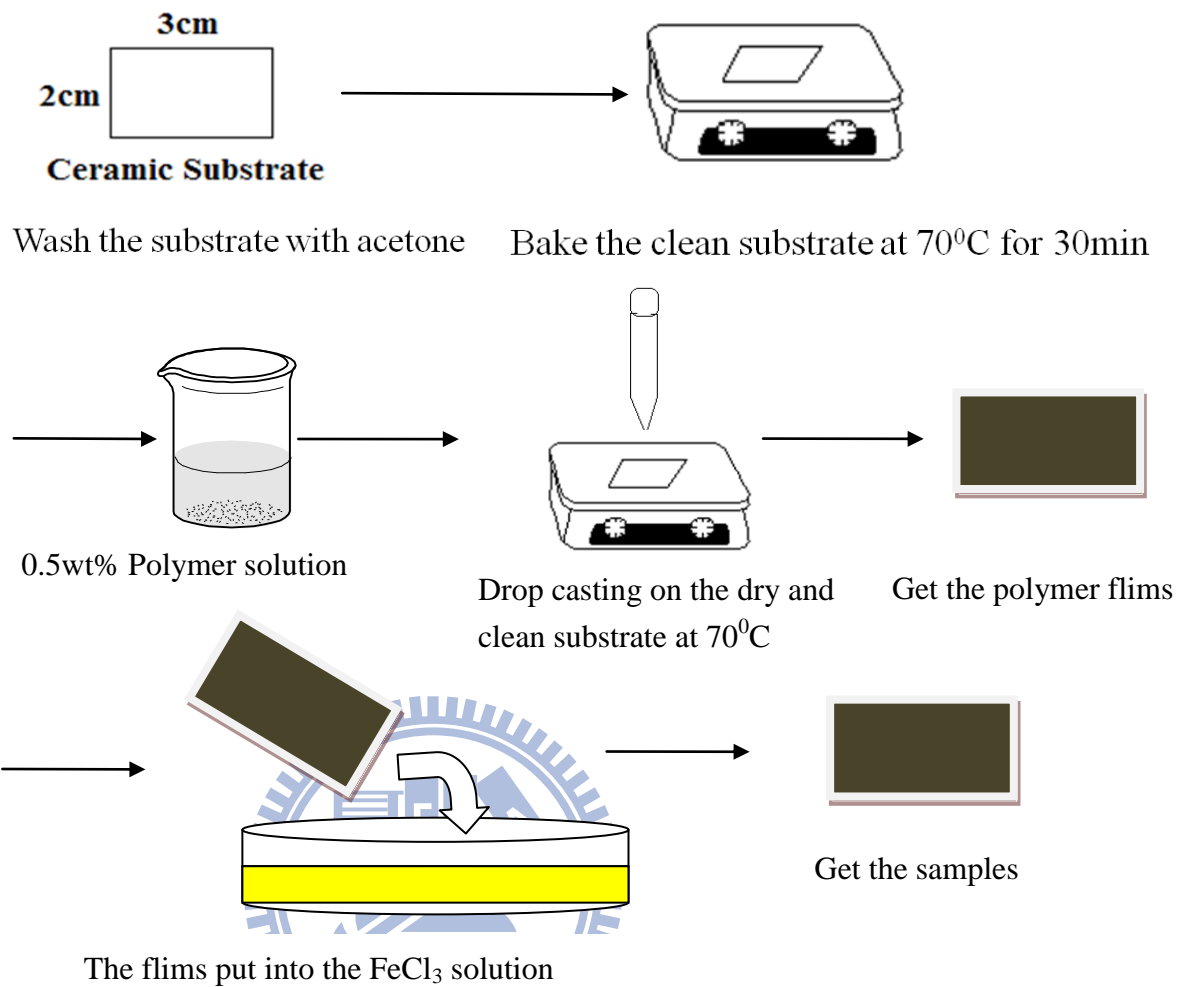 3cm
2cm
Ceramic Substrate
Wash the substrate with acetone
Bake the clean substrate at 70⁰C for 30min
0.5wt% Polymer solution
Drop casting on the dry and
clean substrate at 70⁰C
Get the polymer flims
The flims put into the FeCl₃ solution
Get the samples